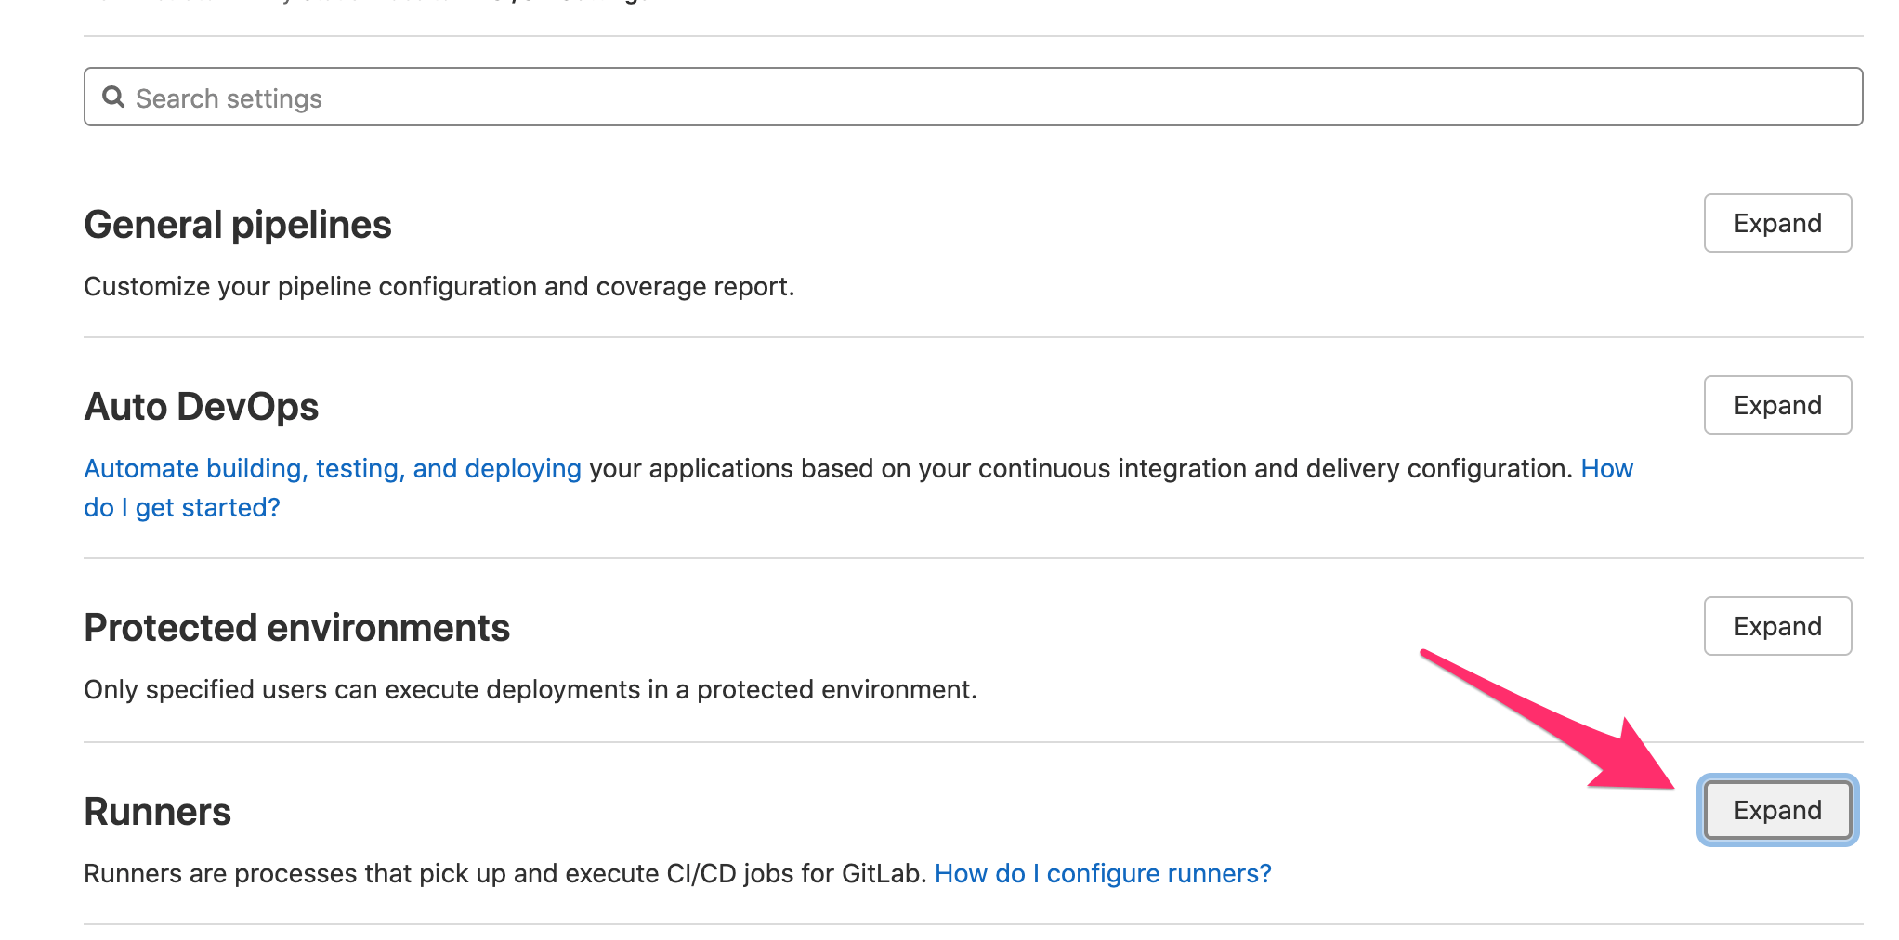 Search settings
General pipelines
Expand
Customize your pipeline configuration and coverage report.
Auto DevOps
Expand
Automate building, testing, and deploying your applications based on your continuous integration and delivery configuration. How
do I get started?
Protected environments
Expand
Only specified users can execute deployments in a protected environment.
Runners
Expand
Runners are processes that pick up and execute CI/CD jobs for GitLab. How do I configure runners?